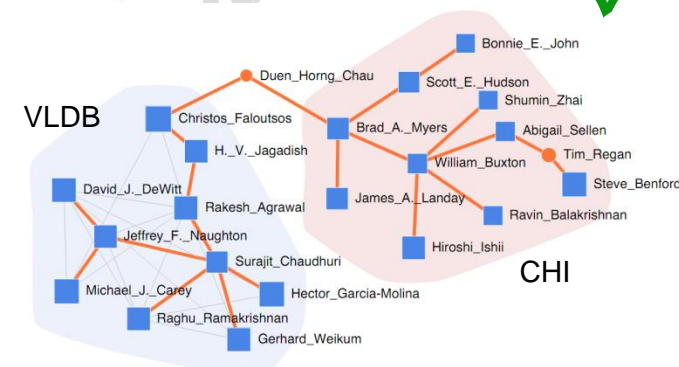 Bonnie_E._John
Duen_Horng_Chau
Scott_E._Hudson
Shumin_Zhai
VLDB
Christos_Faloutsos
Brad_A._Myers
Abigail_Sellen
H._V._Jagadish
William_Buxton
Tim_Regan
David_J._DeWitt
Steve_Benford
James_A._Landay
Rakesh_Agrawal
Ravin_Balakrishnan
Jeffrey_F._Naughton
Hiroshi_Ishii
Surajit_Chaudhuri
CHI
Michael_J._Carey
Hector_Garcia-Molina
Raghu_Ramakrishnan
Gerhard_Weikum